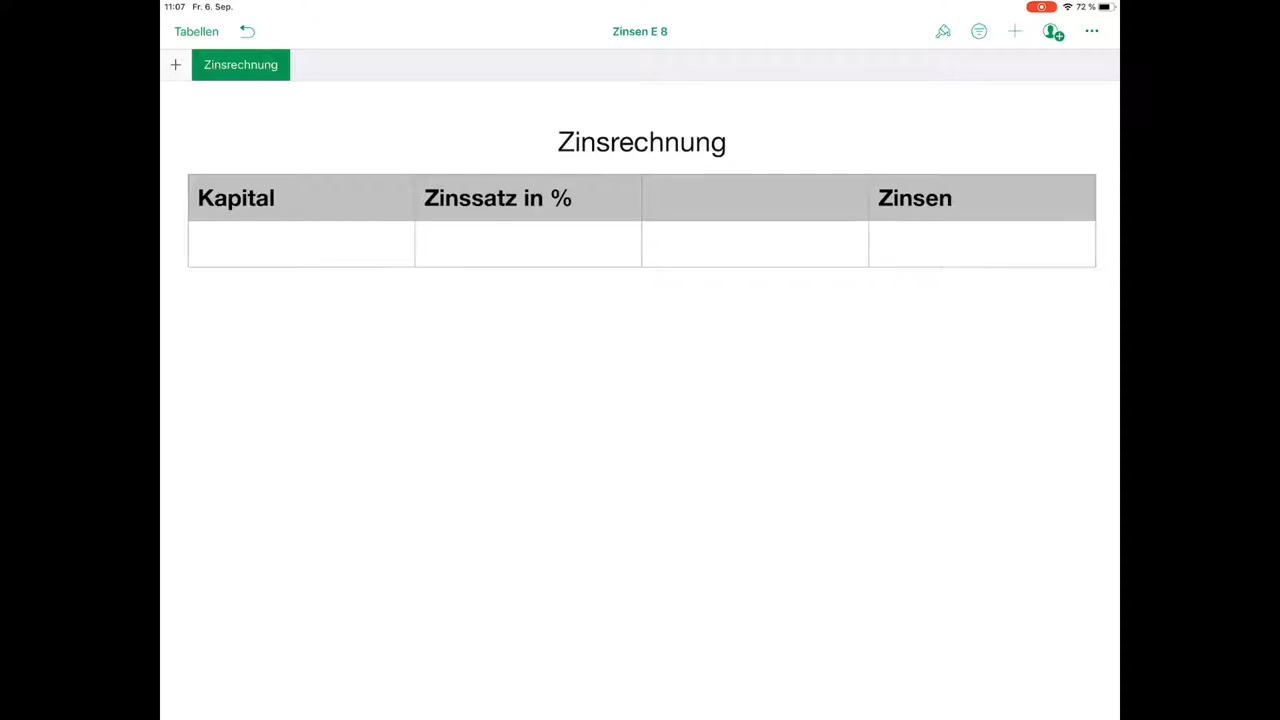 11:07 Fr. 6. Sep.
72 %
Tabellen
Zinsen E 8
Zinsrechnung
Zinsrechnung
Kapital Zinssatz in % Zinsen